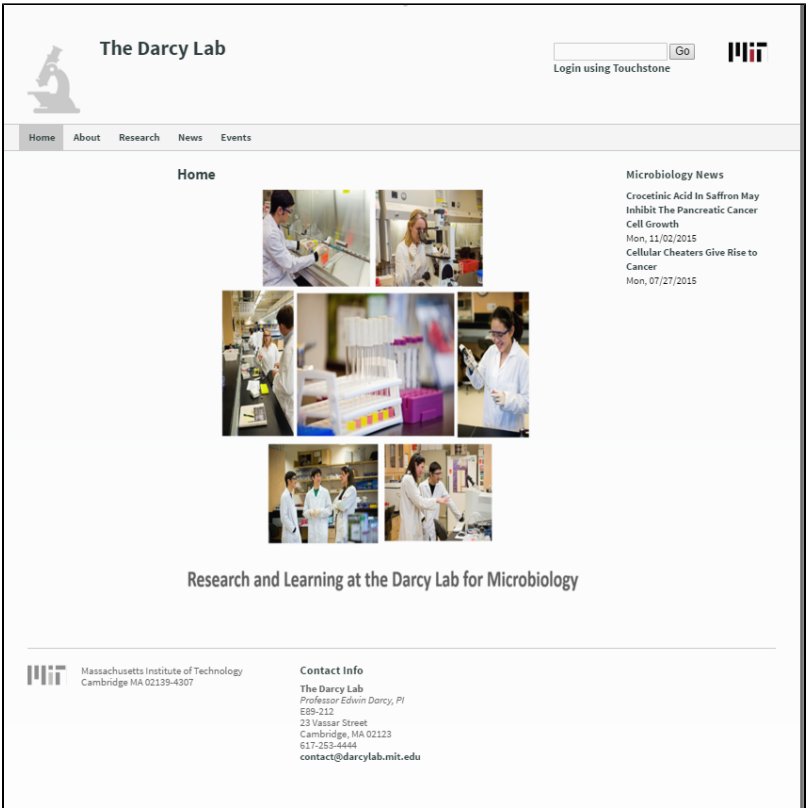 The Darcy Lab
Go
Login using Touchstone
MIT
Home About Research News Events
Home
Microbiology News
Crocetinic Acid In Saffron May
Inhibit The Pancreatic Cancer
Cell Growth
Mon, 11/02/2015
Cellular Cheaters Give Rise to
Cancer
Mon, 07/27/2015
Research and Learning at the Darcy Lab for Microbiology
MIT
Massachusetts Institute of Technology
Cambridge MA 02139-4307
Contact Info
The Darcy Lab
Professor Edwin Darcy, PI
E89-212
23 Vassar Street
Cambridge, MA 02123
617-253-4444
contact@darcylab.mit.edu